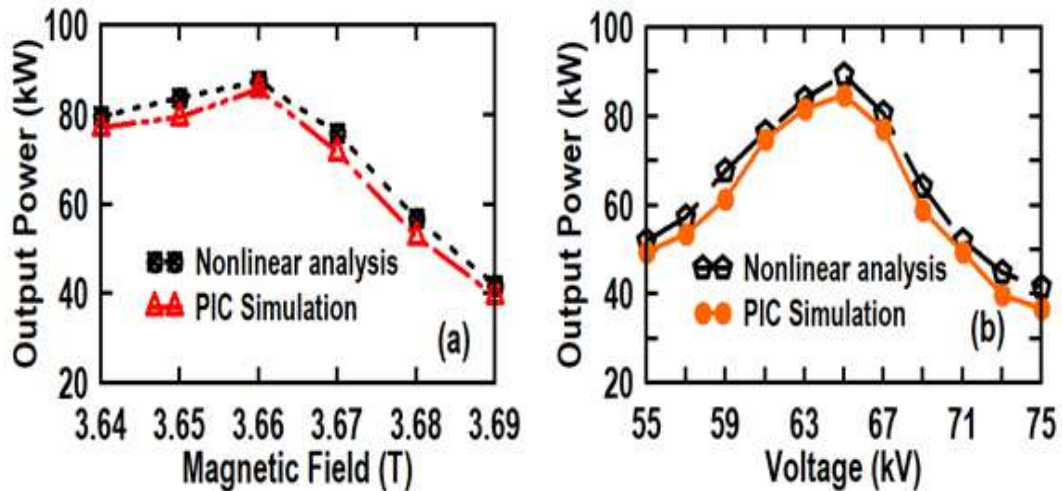 100
80
60
40
20
Output Power (kW)
Nonlinear analysis
PIC Simulation
(a)
3.64 3.65 3.66 3.67 3.68 3.69
Magnetic Field (T)
100
80
60
40
20
Output Power (kW)
Nonlinear analysis
PIC Simulation
(b)
55 59 63 67 71 75
Voltage (kV)